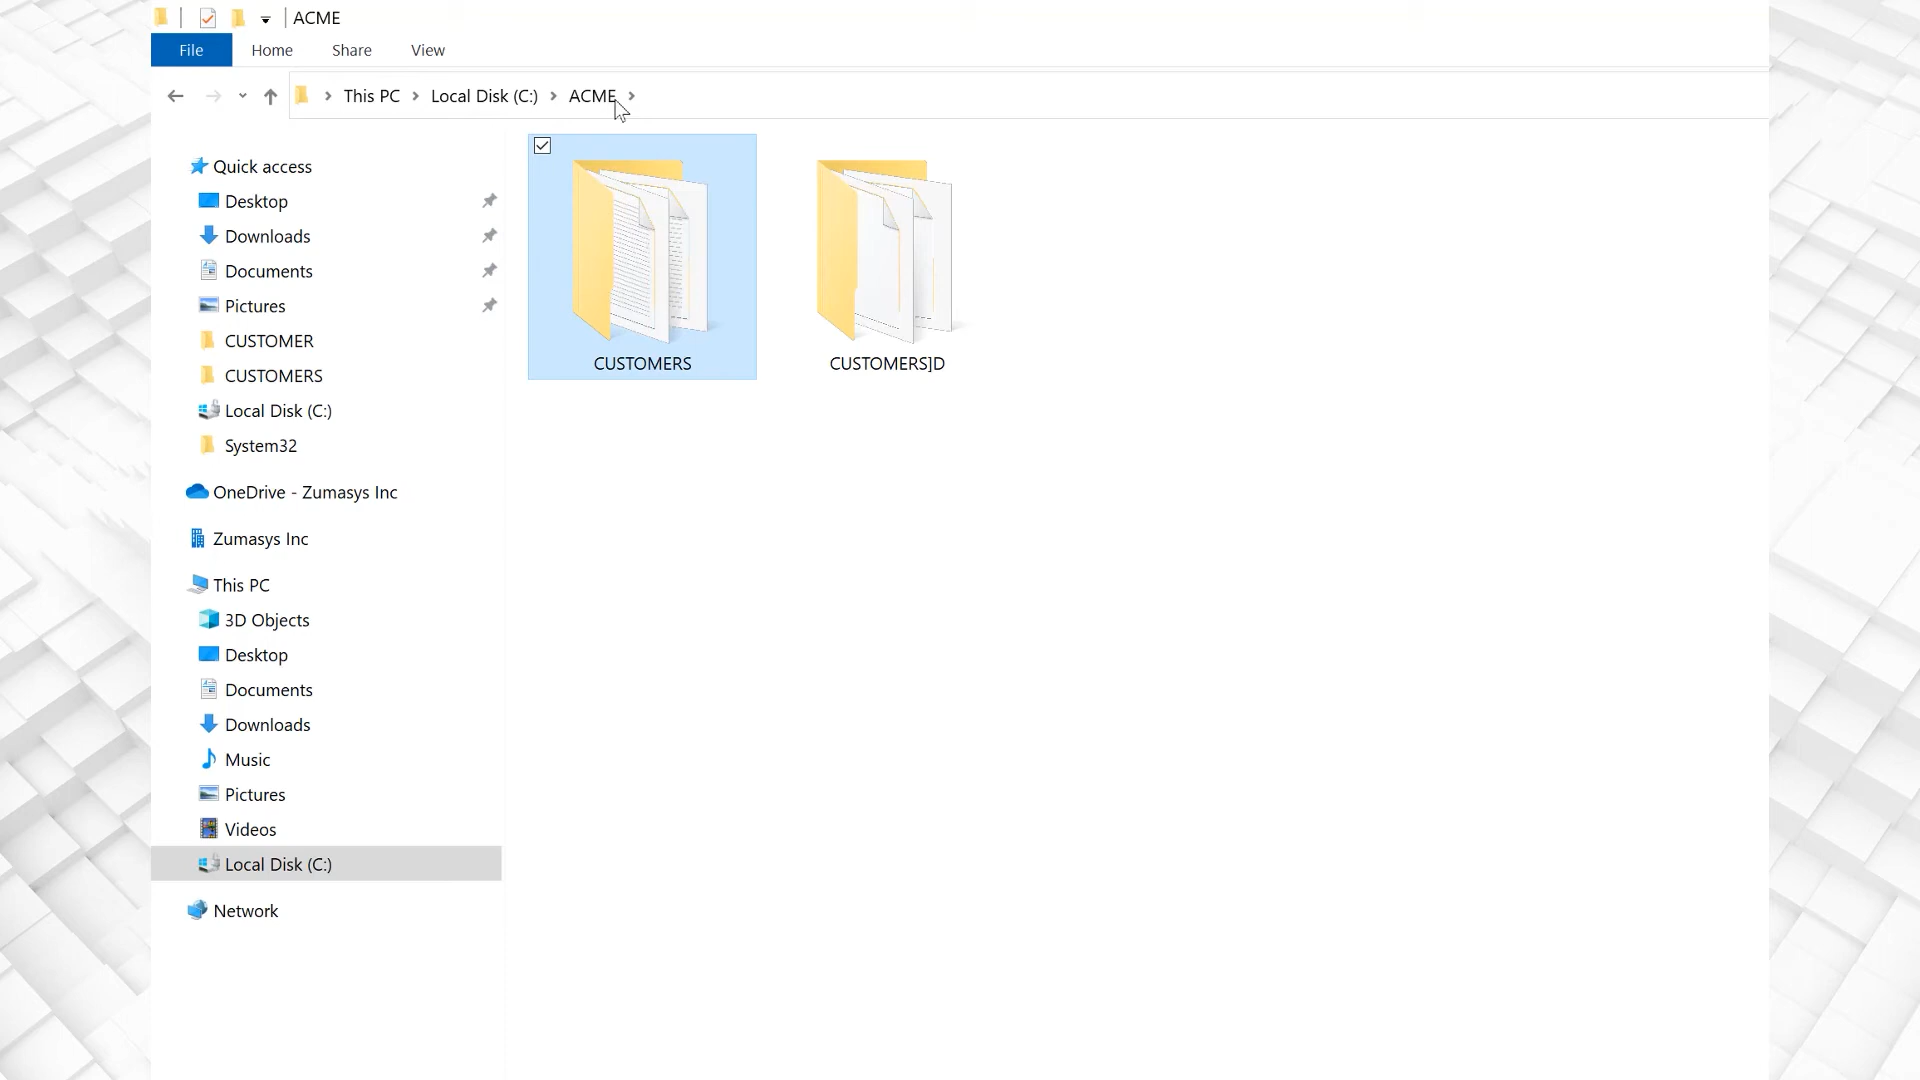 ACME
File Home Share View
This PC Local Disk (C:) ACME
Quick access
Desktop
Downloads
Documents
Pictures
CUSTOMER
CUSTOMERS
Local Disk (C:)
System32
OneDrive - Zumasys Inc
Zumasys Inc
This PC
3D Objects
Desktop
Documents
Downloads
Music
Pictures
Videos
Local Disk (C:)
Network
CUSTOMERS
CUSTOMERS]D